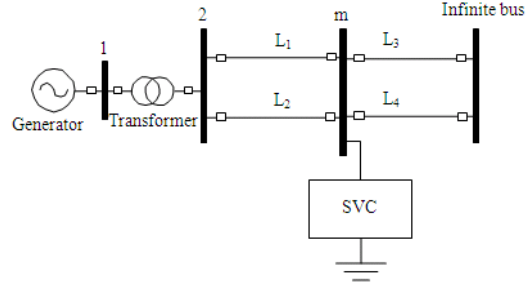 Infinite bus
1
2
m
L1
L3
L2
L4
Generator
Transformer
SVC